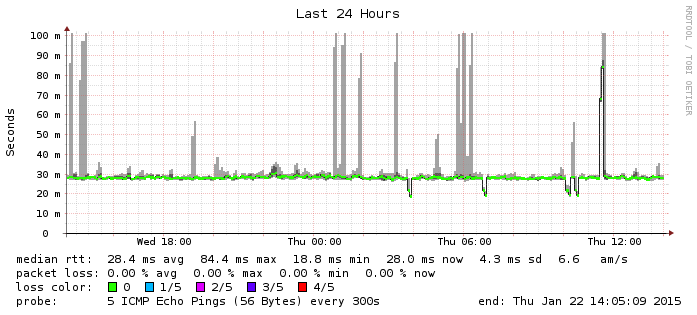 Last 24 Hours
RRDTOOL / TOBI OETIKER
Seconds
100 m
90 m
80 m
70 m
60 m
50 m
40 m
30 m
20 m
10 m
0
Wed 18:00 Thu 00:00 Thu 06:00 Thu 12:00
median rtt: 28.4 ms avg 84.4 ms max 18.8 ms min 28.0 ms now 4.3 ms sd 6.6 am/s
packet loss: 0.00 % avg 0.00 % max 0.00 % min 0.00 % now
loss color: 0 1/5 2/5 3/5 4/5
probe: 5 ICMP Echo Pings (56 Bytes) every 300s end: Thu Jan 22 14:05:09 2015